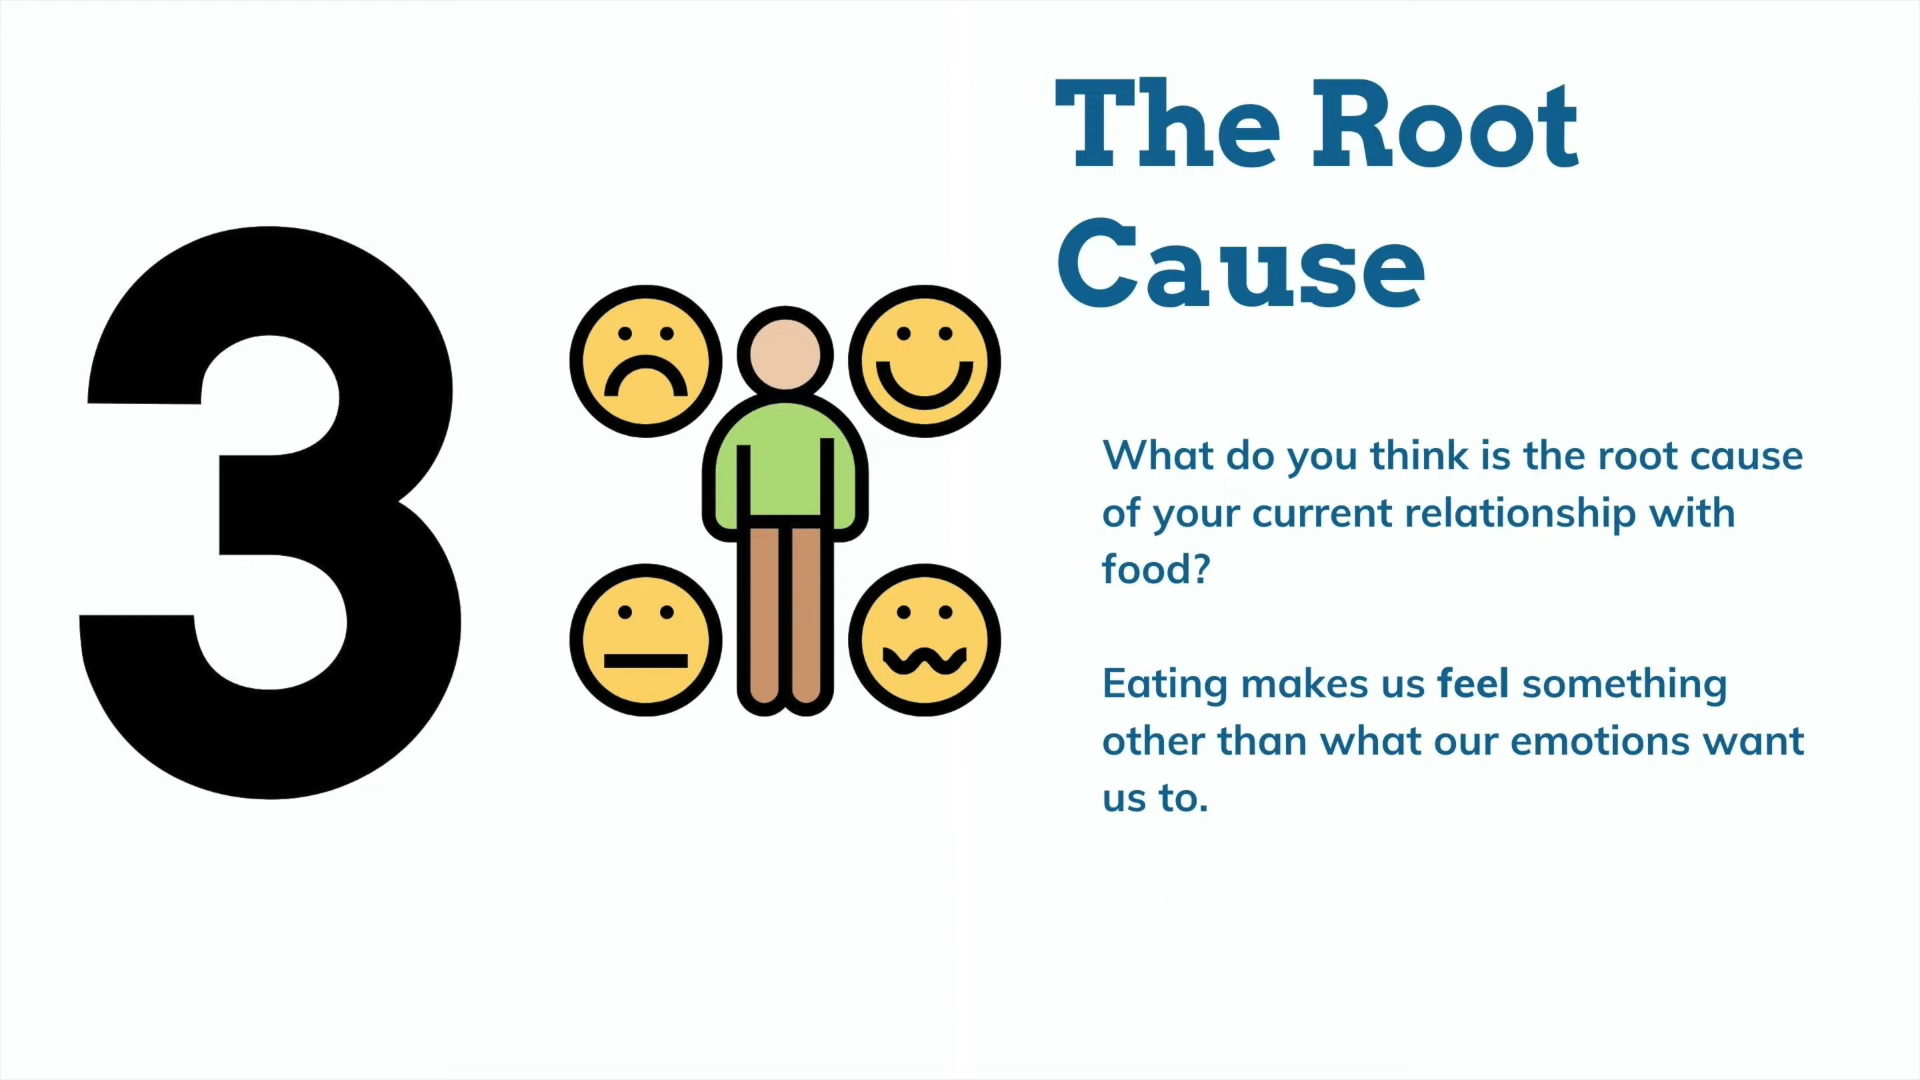 3
The Root
Cause
What do you think is the root cause
of your current relationship with
food?
Eating makes us feel something
other than what our emotions want
us to.